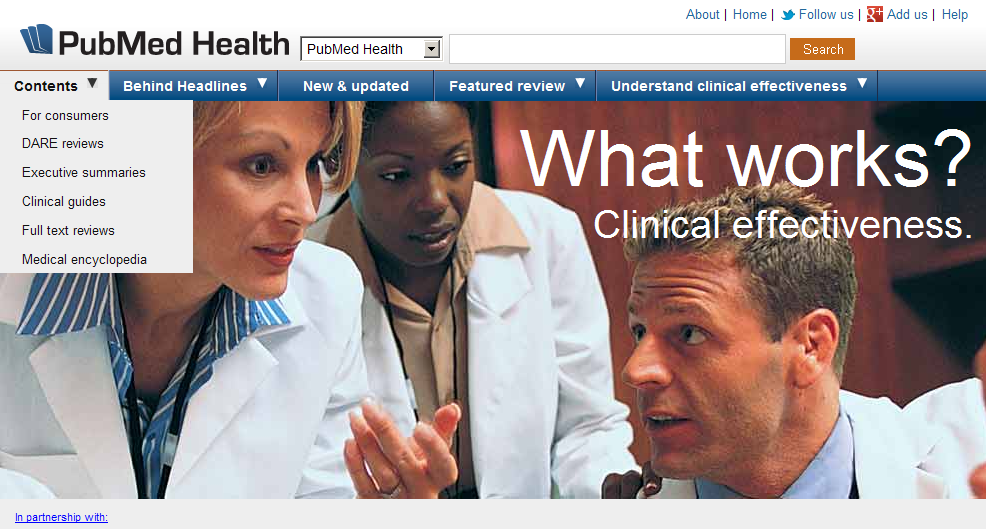 About | Home | Follow us | Add us | Help
PubMed Health
PubMed Health
Search
Contents
Behind Headlines
New & updated
Featured review
Understand clinical effectiveness
For consumers
DARE reviews
Executive summaries
Clinical guides
Full text reviews
Medical encyclopedia
What works?
Clinical effectiveness.
In partnership with: